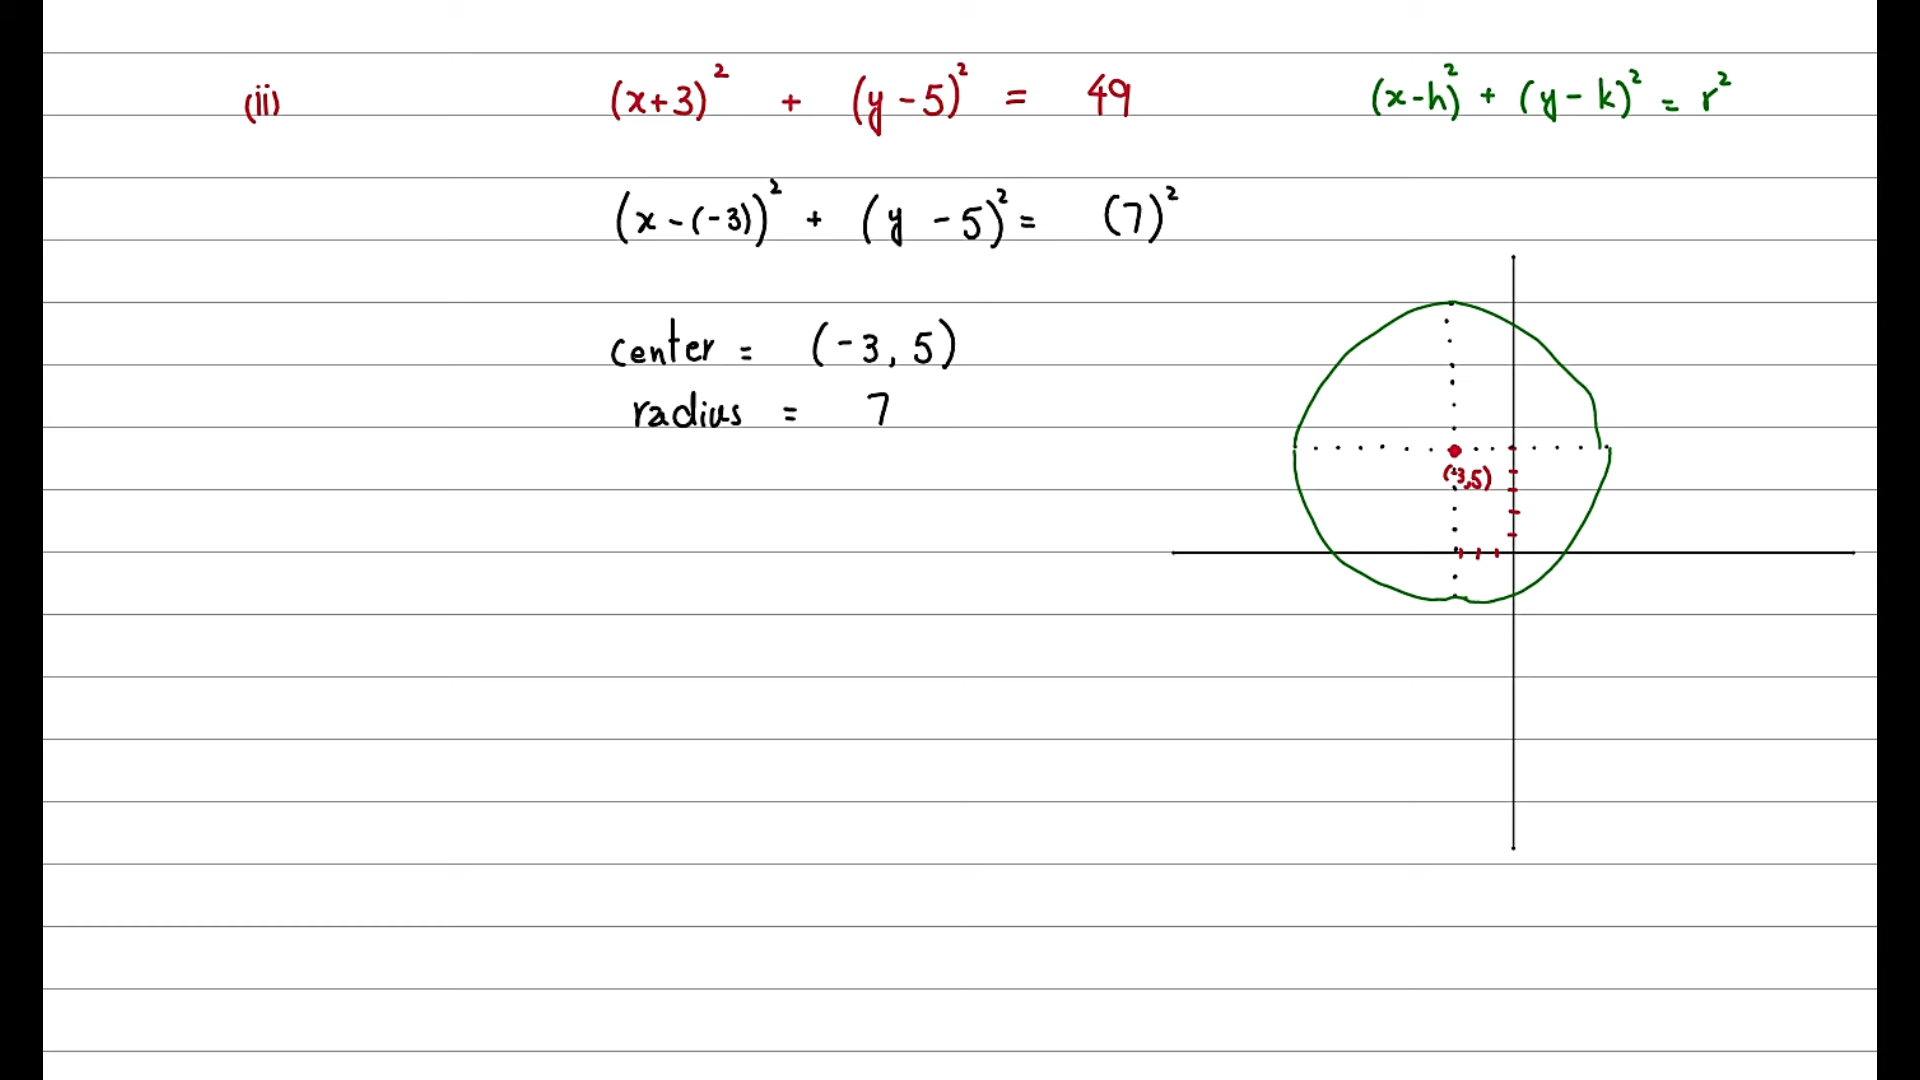 (ii) (x+3)² + (y-5)² = 49 (x-h)² + (y-k)² = r²
(x-(-3))² + (y-5)² = (7)²
center = (-3, 5)
radius = 7
(-3,5)